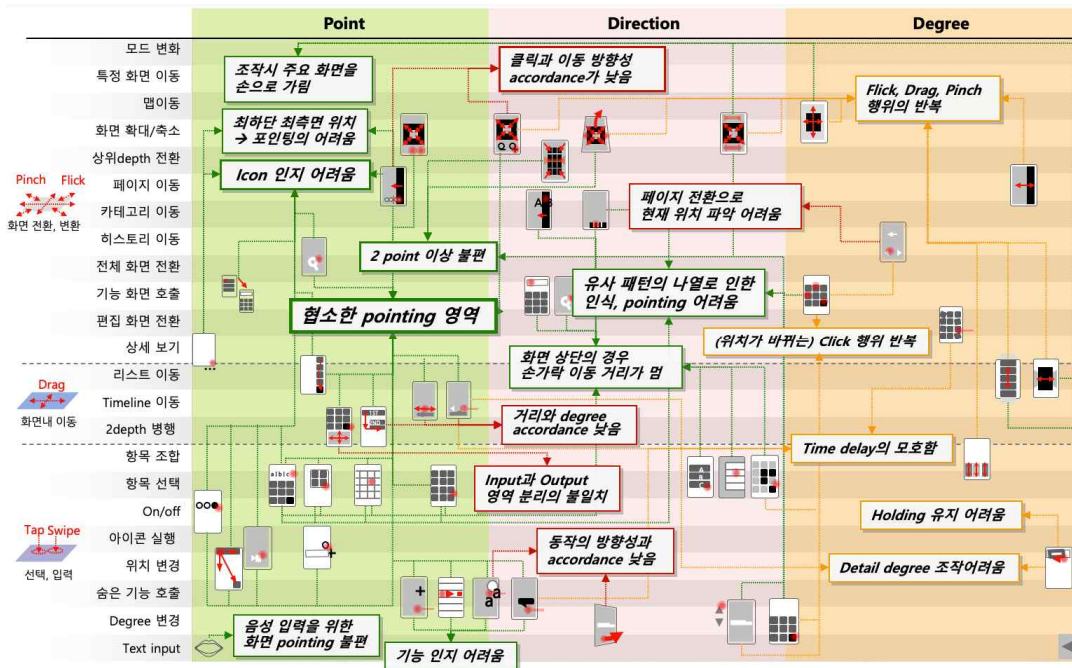 Point
Direction
Degree
모드 변화
특정 화면 이동
맵이동
화면 확대/축소
상위depth 전환
페이지 이동
카테고리 이동
히스토리 이동
전체 화면 전환
기능 화면 호출
편집 화면 전환
상세 보기
리스트 이동
Timeline 이동
2depth 병행
항목 조합
항목 선택
On/off
아이콘 실행
위치 변경
숨은 기능 호출
Degree 변경
Text input
Pinch
Flick
화면 전환, 변환
Drag
화면내 이동
Tap Swipe
선택, 입력
조작시 주요 화면을
손으로 가림
최하단 최측면 위치
→ 포인팅의 어려움
Icon 인지 어려움
2 point 이상 불편
협소한 pointing 영역
클릭과 이동 방향성
accordance가 낮음
Flick, Drag, Pinch
행위의 반복
페이지 전환으로
현재 위치 파악 어려움
유사 패턴의 나열로 인한
인식, pointing 어려움
(위치가 바뀌는) Click 행위 반복
화면 상단의 경우
손가락 이동 거리가 멈
거리와 degree
accordance 낮음
Time delay의 모호함
Input과 Output
영역 분리의 불일치
Holding 유지 어려움
동작의 방향성과
accordance 낮음
Detail degree 조작어려움
음성 입력을 위한
화면 pointing 불편
기능 인지 어려움